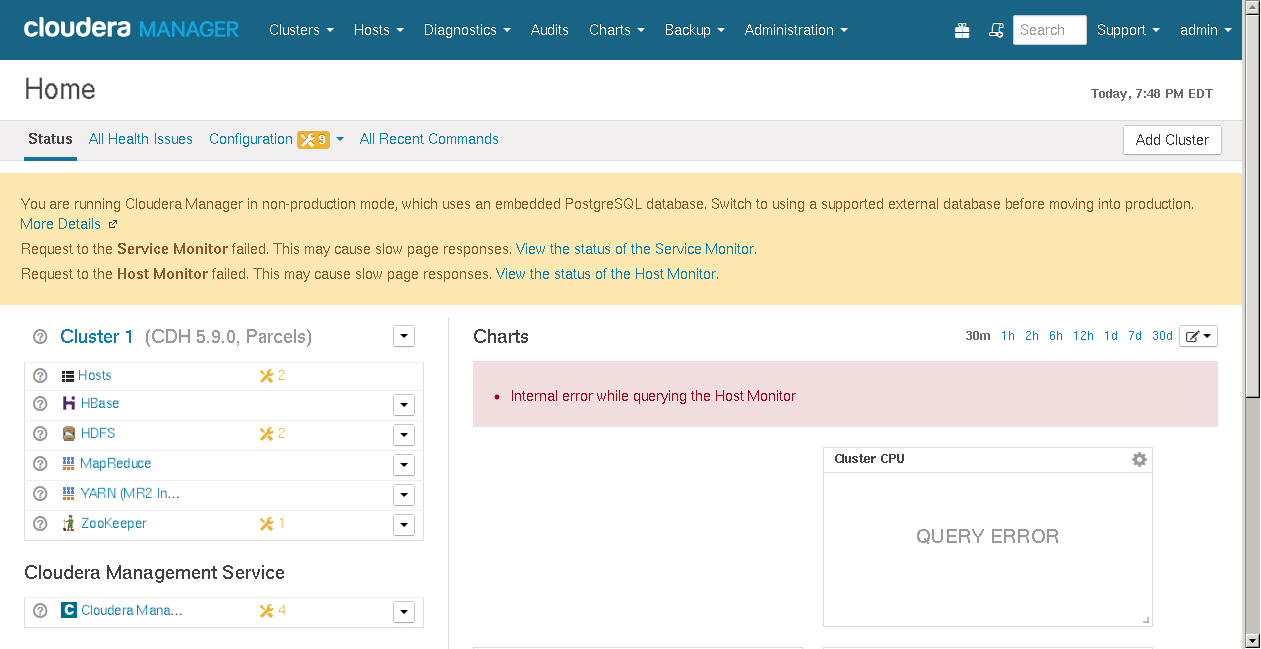 cloudera MANAGER Clusters Hosts Diagnostics Audits Charts Backup Administration Search Support admin
Home
Today, 7:48 PM EDT
Status All Health Issues Configuration 9 All Recent Commands Add Cluster
You are running Cloudera Manager in non-production mode, which uses an embedded PostgreSQL database. Switch to using a supported external database before moving into production.
More Details
Request to the Service Monitor failed. This may cause slow page responses. View the status of the Service Monitor.
Request to the Host Monitor failed. This may cause slow page responses. View the status of the Host Monitor.
Cluster 1 (CDH 5.9.0, Parcels)
Hosts 2
HBase
HDFS 2
MapReduce
YARN (MR2 In...
ZooKeeper 1
Cloudera Management Service
C Cloudera Mana... 4
Charts
30m 1h 2h 6h 12h 1d 7d 30d
Internal error while querying the Host Monitor
Cluster CPU
QUERY ERROR